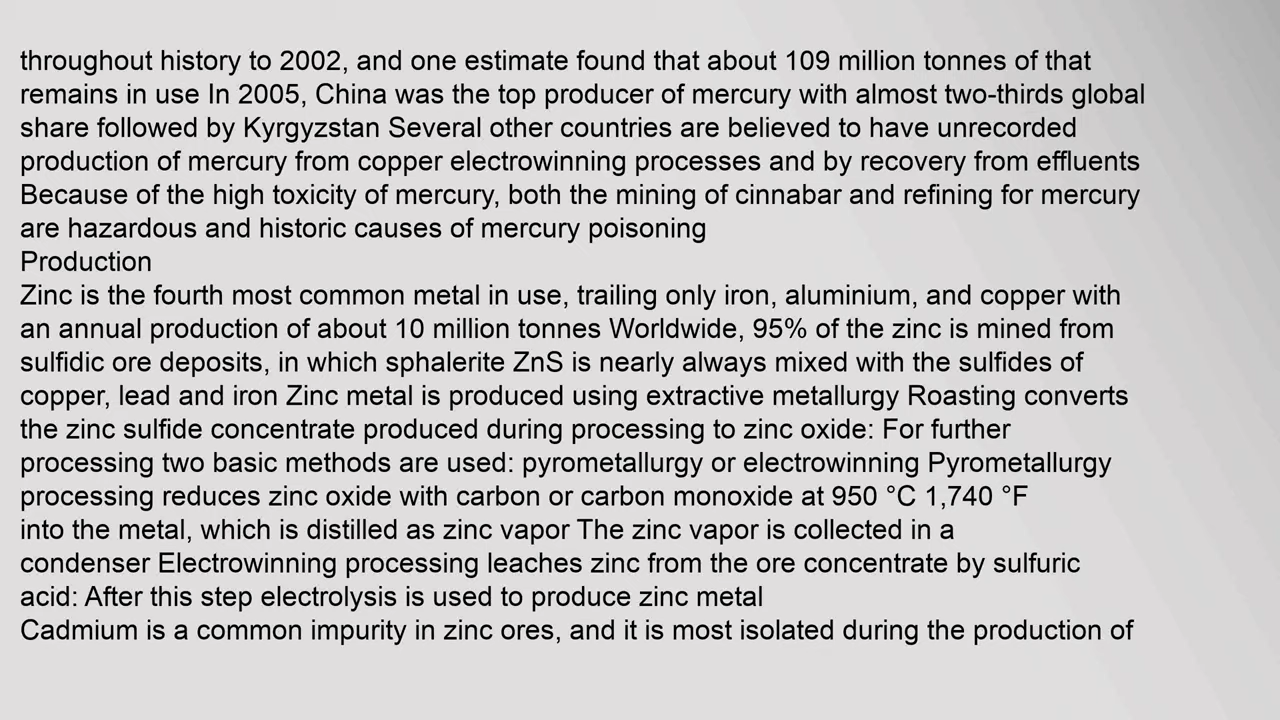 throughout history to 2002, and one estimate found that about 109 million tonnes of that
remains in use In 2005, China was the top producer of mercury with almost two-thirds global
share followed by Kyrgyzstan Several other countries are believed to have unrecorded
production of mercury from copper electrowinning processes and by recovery from effluents
Because of the high toxicity of mercury, both the mining of cinnabar and refining for mercury
are hazardous and historic causes of mercury poisoning
Production
Zinc is the fourth most common metal in use, trailing only iron, aluminium, and copper with
an annual production of about 10 million tonnes Worldwide, 95% of the zinc is mined from
sulfidic ore deposits, in which sphalerite ZnS is nearly always mixed with the sulfides of
copper, lead and iron Zinc metal is produced using extractive metallurgy Roasting converts
the zinc sulfide concentrate produced during processing to zinc oxide: For further
processing two basic methods are used: pyrometallurgy or electrowinning Pyrometallurgy
processing reduces zinc oxide with carbon or carbon monoxide at 950 °C 1,740 °F
into the metal, which is distilled as zinc vapor The zinc vapor is collected in a
condenser Electrowinning processing leaches zinc from the ore concentrate by sulfuric
acid: After this step electrolysis is used to produce zinc metal
Cadmium is a common impurity in zinc ores, and it is most isolated during the production of